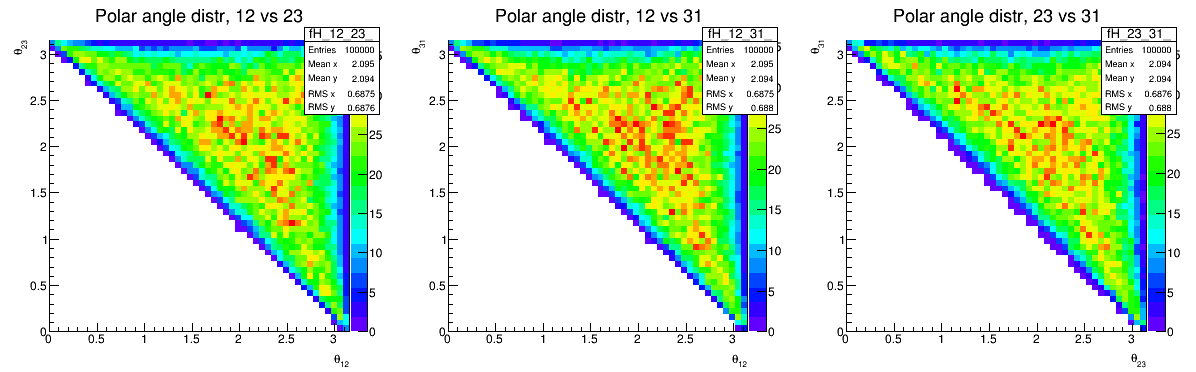 Polar angle distr, 12 vs 23
θ23
fH_12_23_
Entries 100000
Mean x 2.095
Mean y 2.094
RMS x 0.6875
RMS y 0.6876
3
2.5
2
1.5
1
0.5
0
0 0.5 1 1.5 2 2.5 3
θ12
25
20
15
10
5
0
Polar angle distr, 12 vs 31
θ31
fH_12_31_
Entries 100000
Mean x 2.095
Mean y 2.094
RMS x 0.6875
RMS y 0.688
3
2.5
2
1.5
1
0.5
0
0 0.5 1 1.5 2 2.5 3
θ12
25
20
15
10
5
0
Polar angle distr, 23 vs 31
θ31
fH_23_31_
Entries 100000
Mean x 2.094
Mean y 2.094
RMS x 0.6876
RMS y 0.688
3
2.5
2
1.5
1
0.5
0
0 0.5 1 1.5 2 2.5 3
θ23
25
20
15
10
5
0